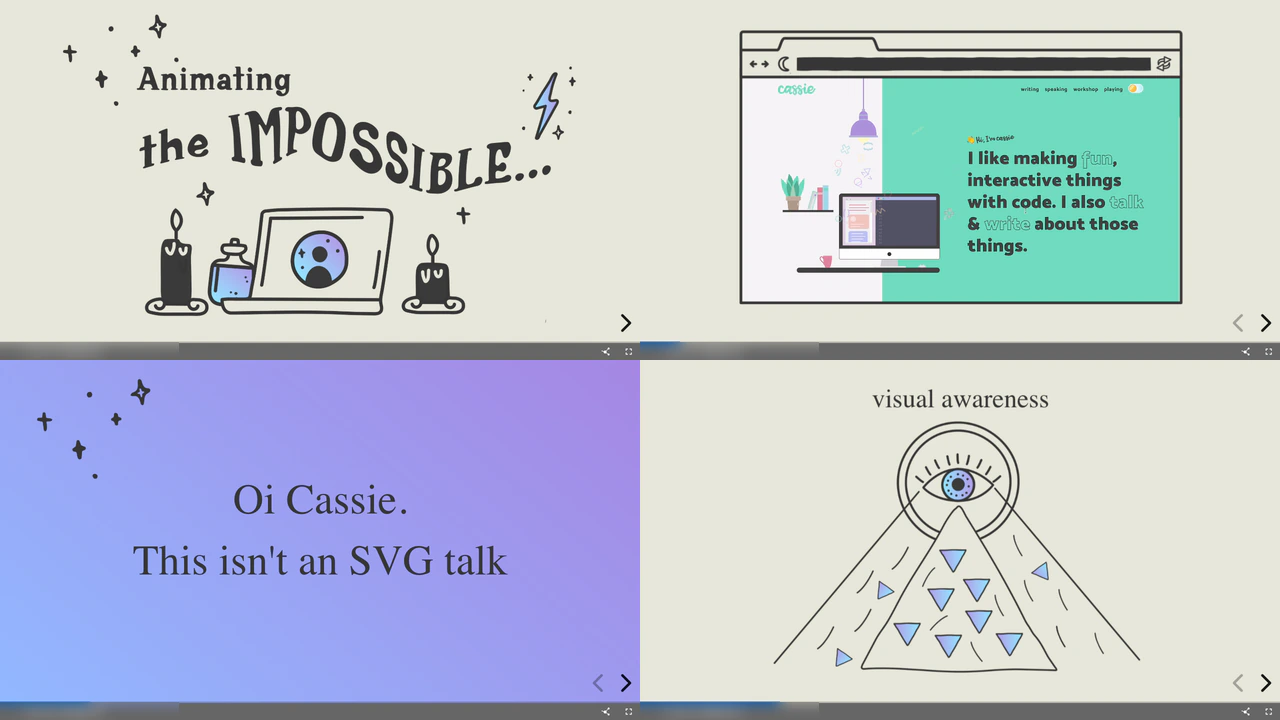 Animating
the IMPOSSIBLE...
cassie
writing speaking workshop playing
Hi, I'm cassie
I like making fun,
interactive things
with code. I also talk
& write about those
things.
Oi Cassie.
This isn't an SVG talk
visual awareness